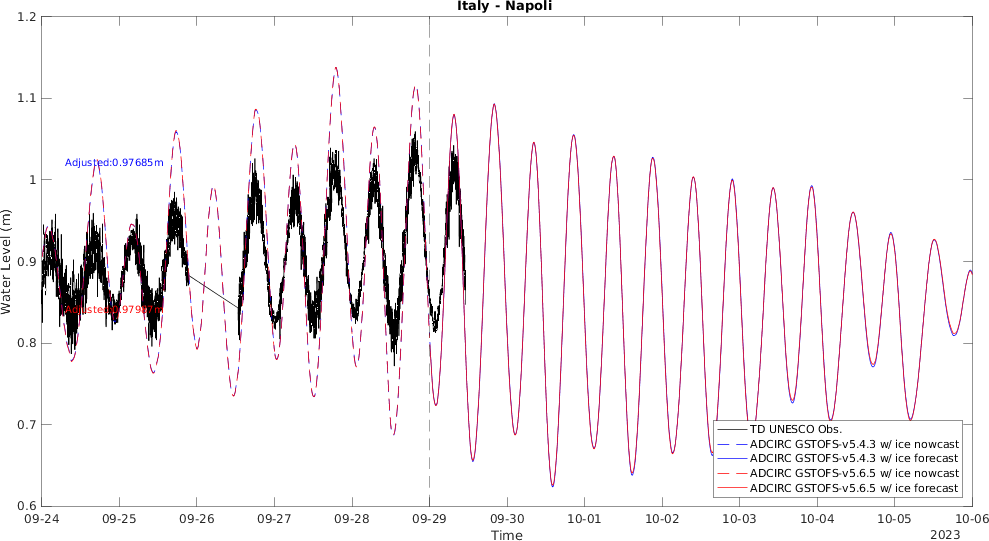 Italy - Napoli
1.2
1.1
1
0.9
0.8
0.7
0.6
Water Level (m)
Adjusted:0.97685m
TD UNESCO Obs.
ADCIRC GSTOFS-v5.4.3 w/ ice nowcast
ADCIRC GSTOFS-v5.4.3 w/ ice forecast
ADCIRC GSTOFS-v5.6.5 w/ ice nowcast
ADCIRC GSTOFS-v5.6.5 w/ ice forecast
09-24 09-25 09-26 09-27 09-28 09-29 09-30 10-01 10-02 10-03 10-04 10-05 10-06
Time
2023